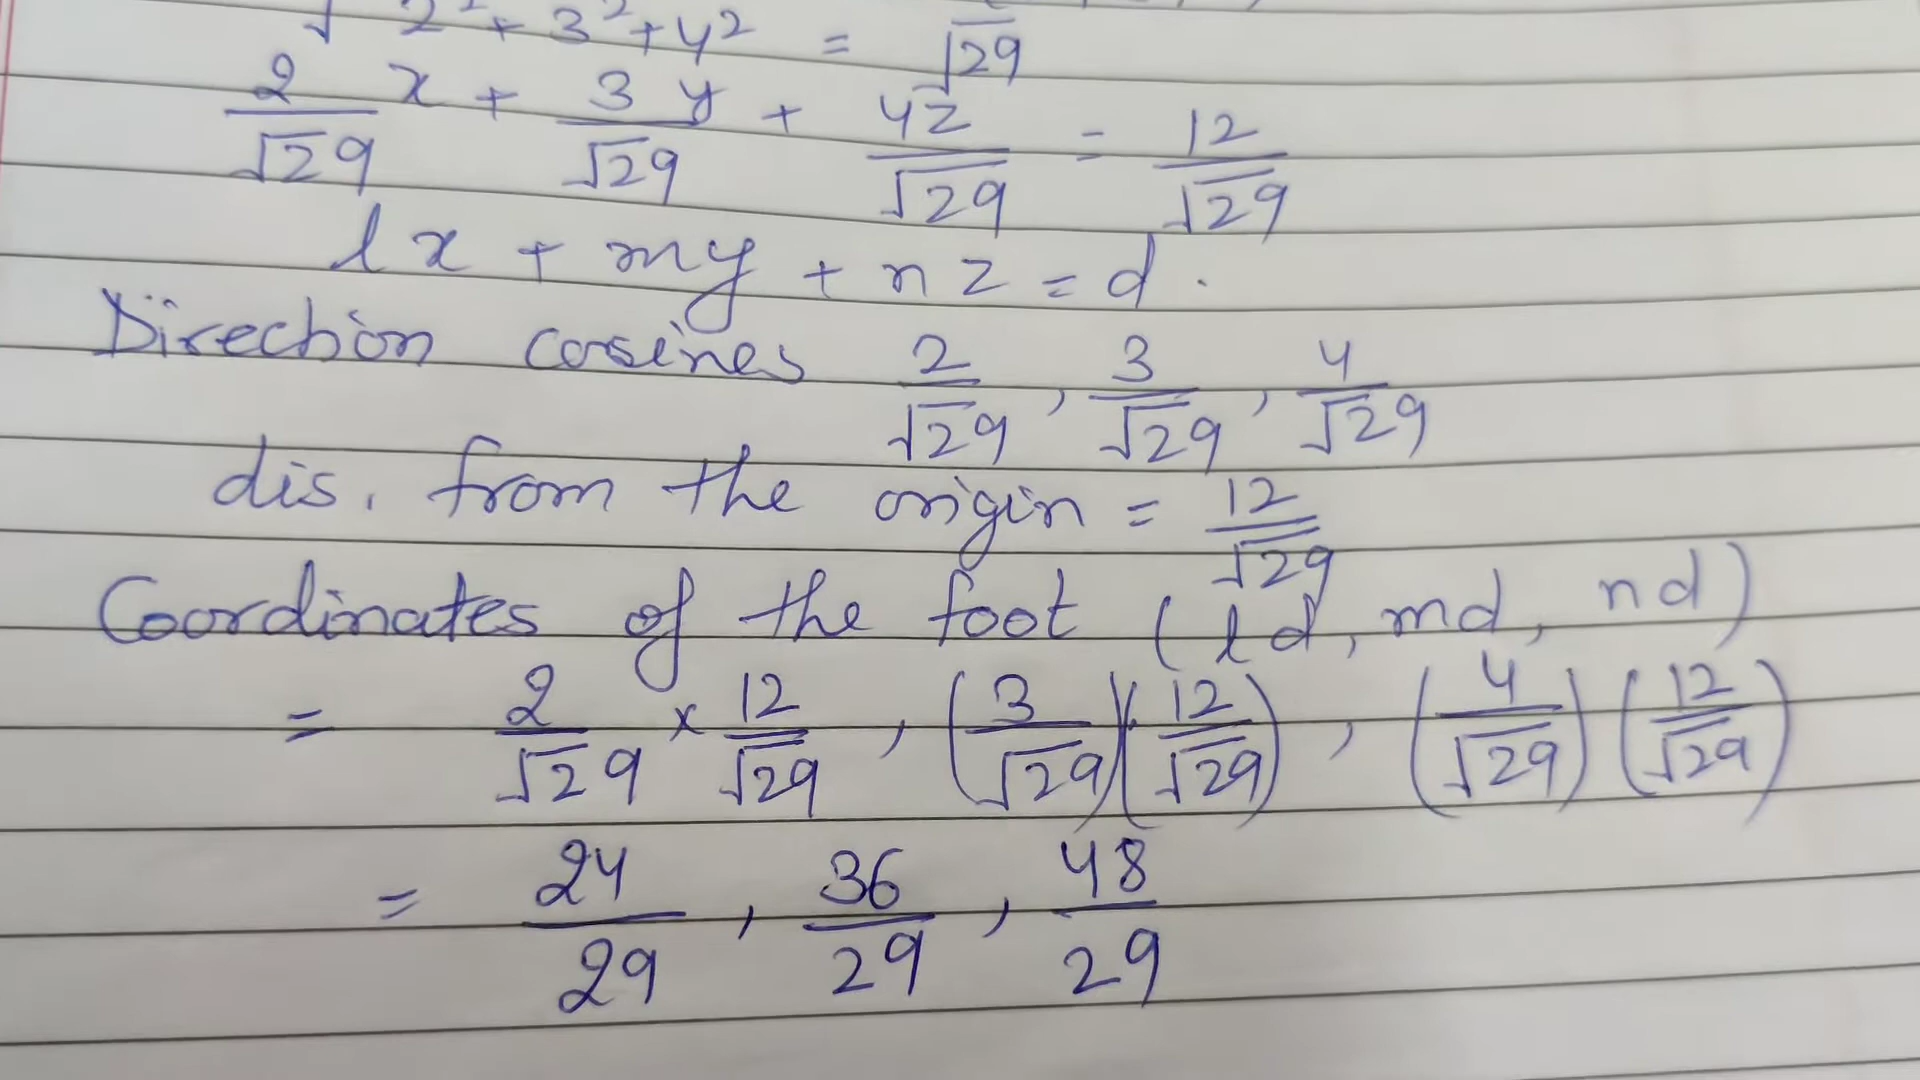 √2²+3²+4² = √29
2/√29 x + 3y/√29 + 4z/√29 = 12/√29
lx + my + nz = d.
Direction cosines 2/√29, 3/√29, 4/√29
dis. from the origin = 12/√29
Coordinates of the foot (ld, md, nd)
= 2/√29 × 12/√29, (3/√29)(12/√29), (4/√29)(12/√29)
= 24/29, 36/29, 48/29